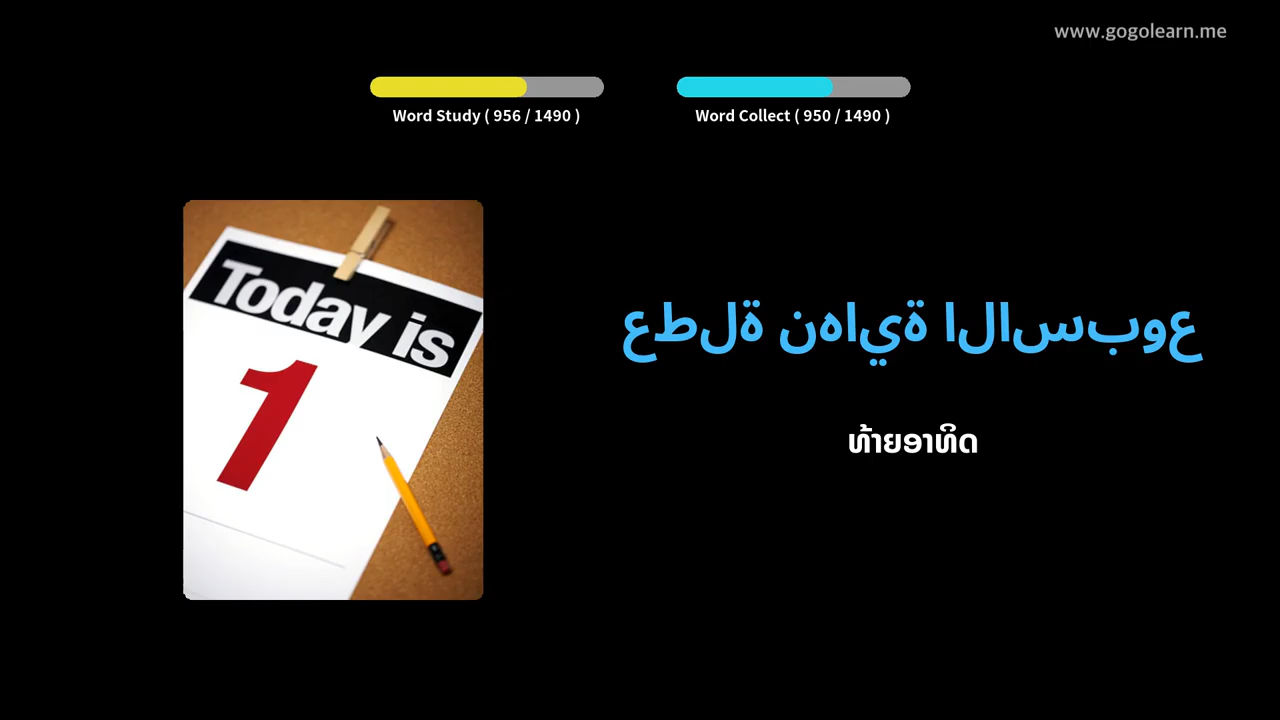 www.gogolearn.me
Word Study ( 956 / 1490 )
Word Collect ( 950 / 1490 )
Today is
1
عطلة نهاية الاسبوع
ທ້າຍອາທິດ